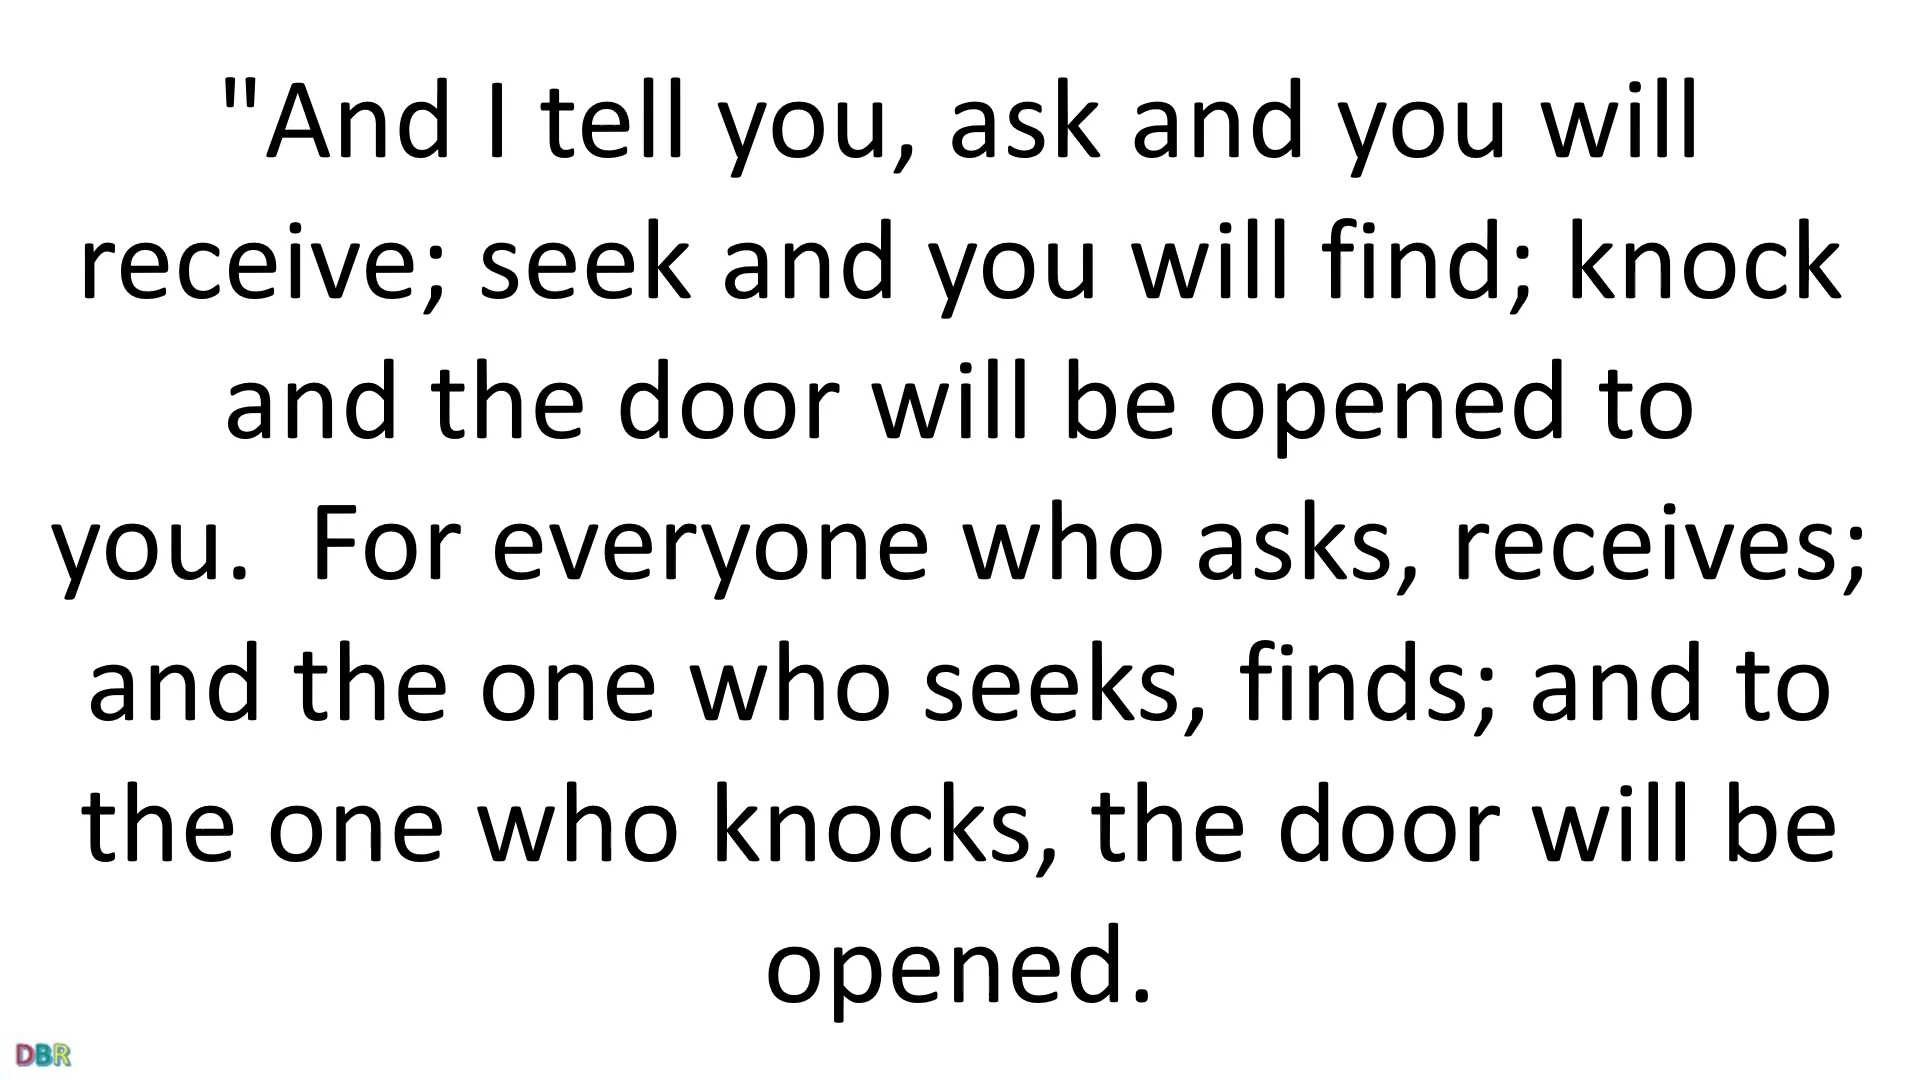 "And I tell you, ask and you will
receive; seek and you will find; knock
and the door will be opened to
you.  For everyone who asks, receives;
and the one who seeks, finds; and to
the one who knocks, the door will be
opened.
DBR